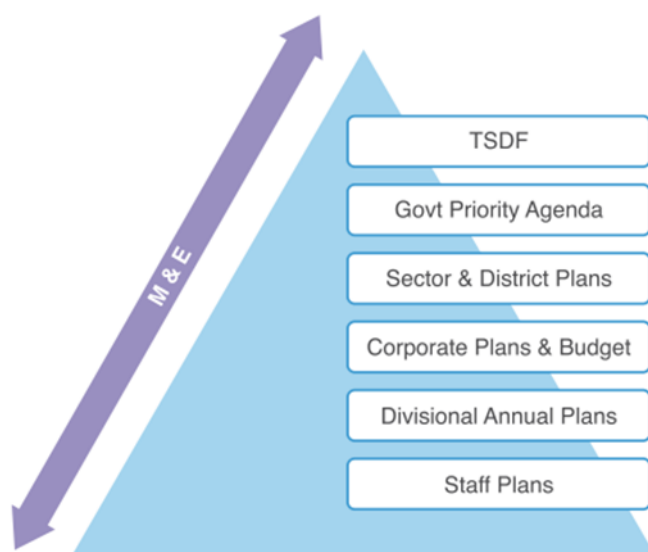 M & E
TSDF
Govt Priority Agenda
Sector & District Plans
Corporate Plans & Budget
Divisional Annual Plans
Staff Plans